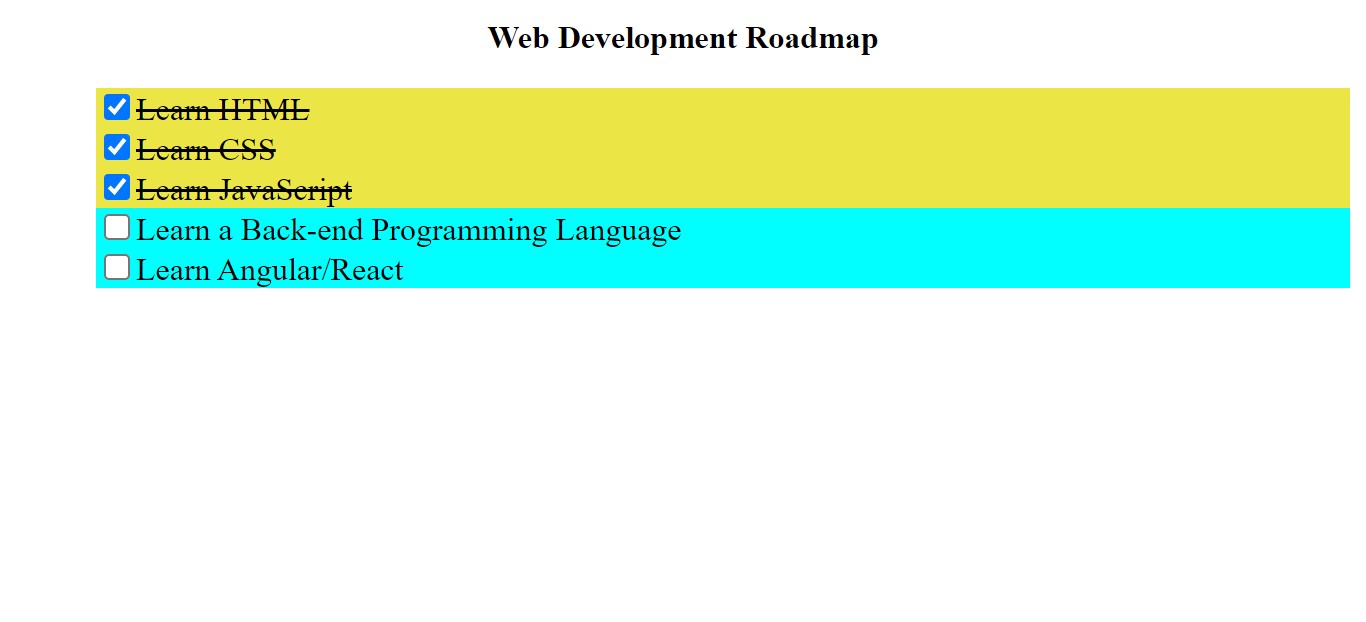 Web Development Roadmap
Learn HTML
Learn CSS
Learn JavaScript
Learn a Back-end Programming Language
Learn Angular/React